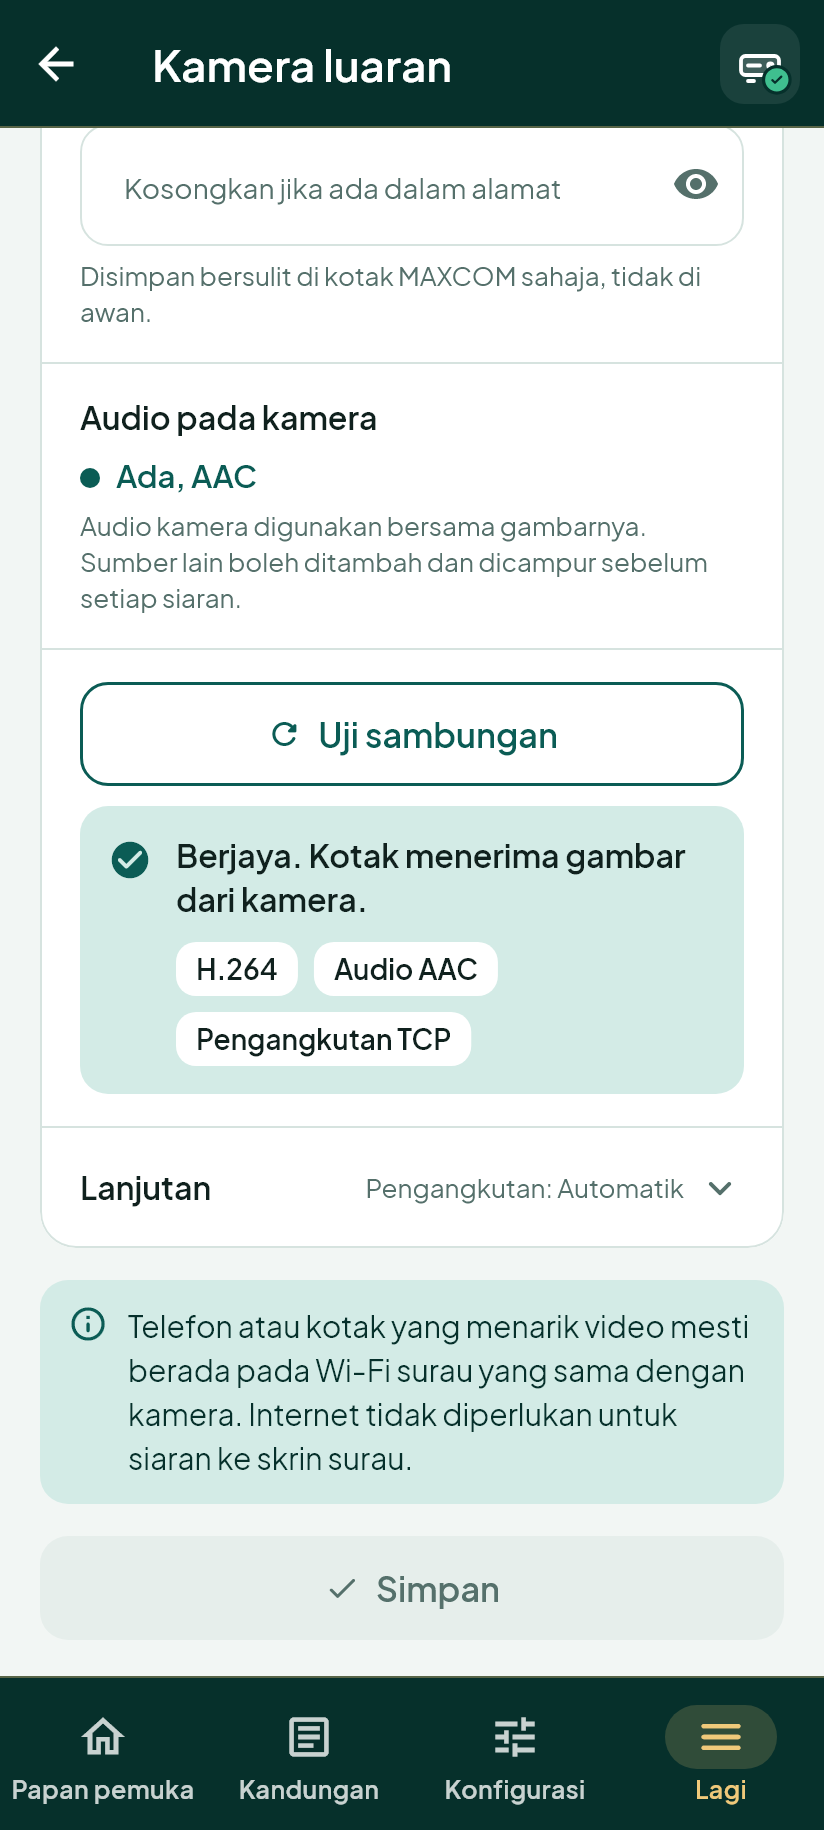 Kamera luaran
Kosongkan jika ada dalam alamat
Disimpan bersulit di kotak MAXCOM sahaja, tidak di
awan.
Audio pada kamera
Ada, AAC
Audio kamera digunakan bersama gambarnya.
Sumber lain boleh ditambah dan dicampur sebelum
setiap siaran.
Uji sambungan
Berjaya. Kotak menerima gambar
dari kamera.
H.264 Audio AAC
Pengangkutan TCP
Lanjutan Pengangkutan: Automatik
Telefon atau kotak yang menarik video mesti
berada pada Wi-Fi surau yang sama dengan
kamera. Internet tidak diperlukan untuk
siaran ke skrin surau.
Simpan
Papan pemuka Kandungan Konfigurasi Lagi